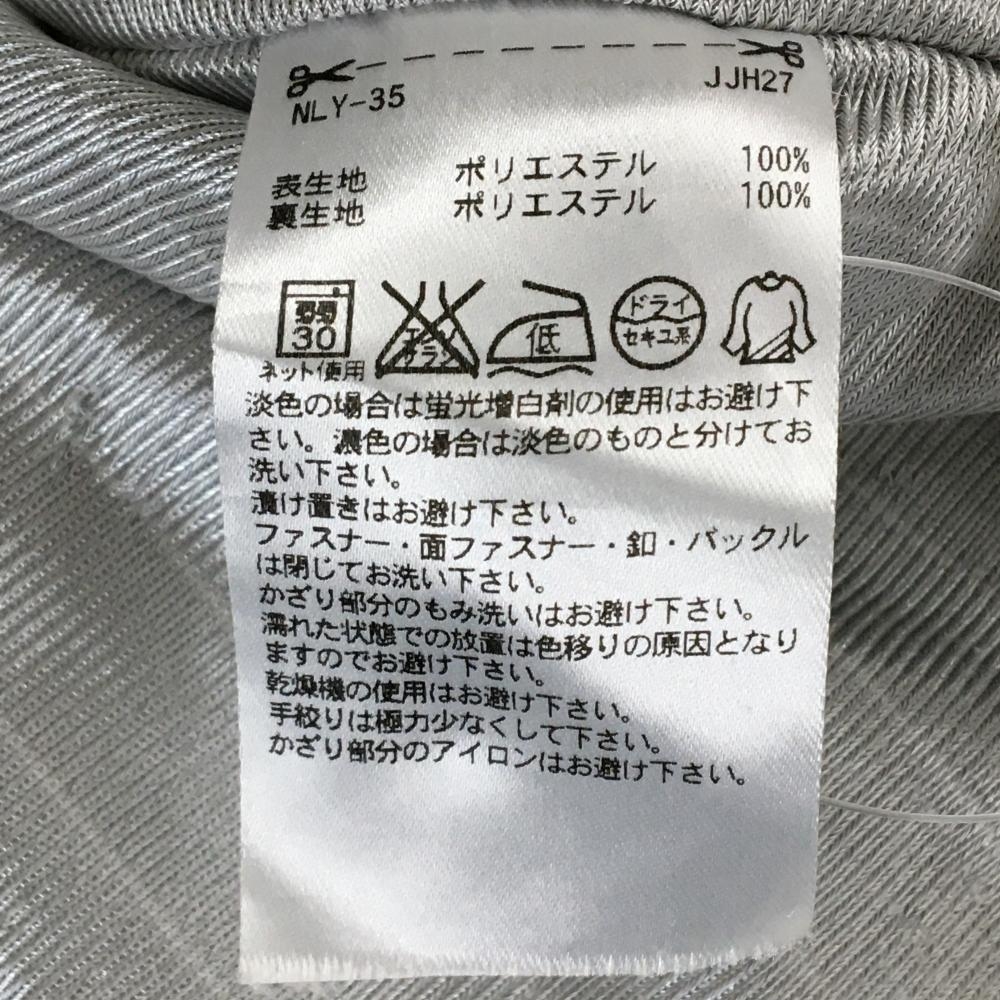 NLY-35 JJH27
表生地 ポリエステル 100%
裏生地 ポリエステル 100%
弱
30
ネット使用
エンソ
サラシ
低
ドライ
セキユ系
淡色の場合は蛍光増白剤の使用はお避け下
さい。濃色の場合は淡色のものと分けてお
洗い下さい。
漬け置きはお避け下さい。
ファスナー・面ファスナー・釦・バックル
は閉じてお洗い下さい。
かざり部分のもみ洗いはお避け下さい。
濡れた状態での放置は色移りの原因となり
ますのでお避け下さい。
乾燥機の使用はお避け下さい。
手絞りは極力少なくして下さい。
かざり部分のアイロンはお避け下さい。